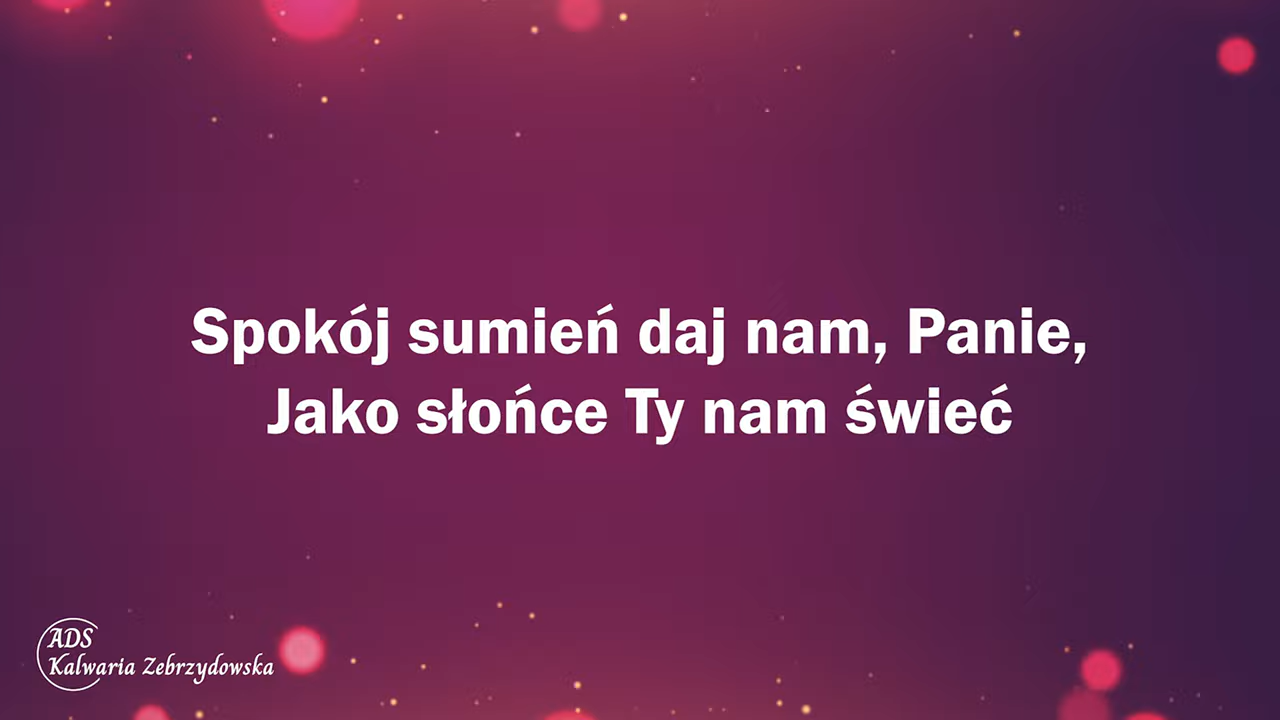 Spokój sumień daj nam, Panie,
Jako słońce Ty nam świeć
ADS
Kalwaria Zebrzydowska